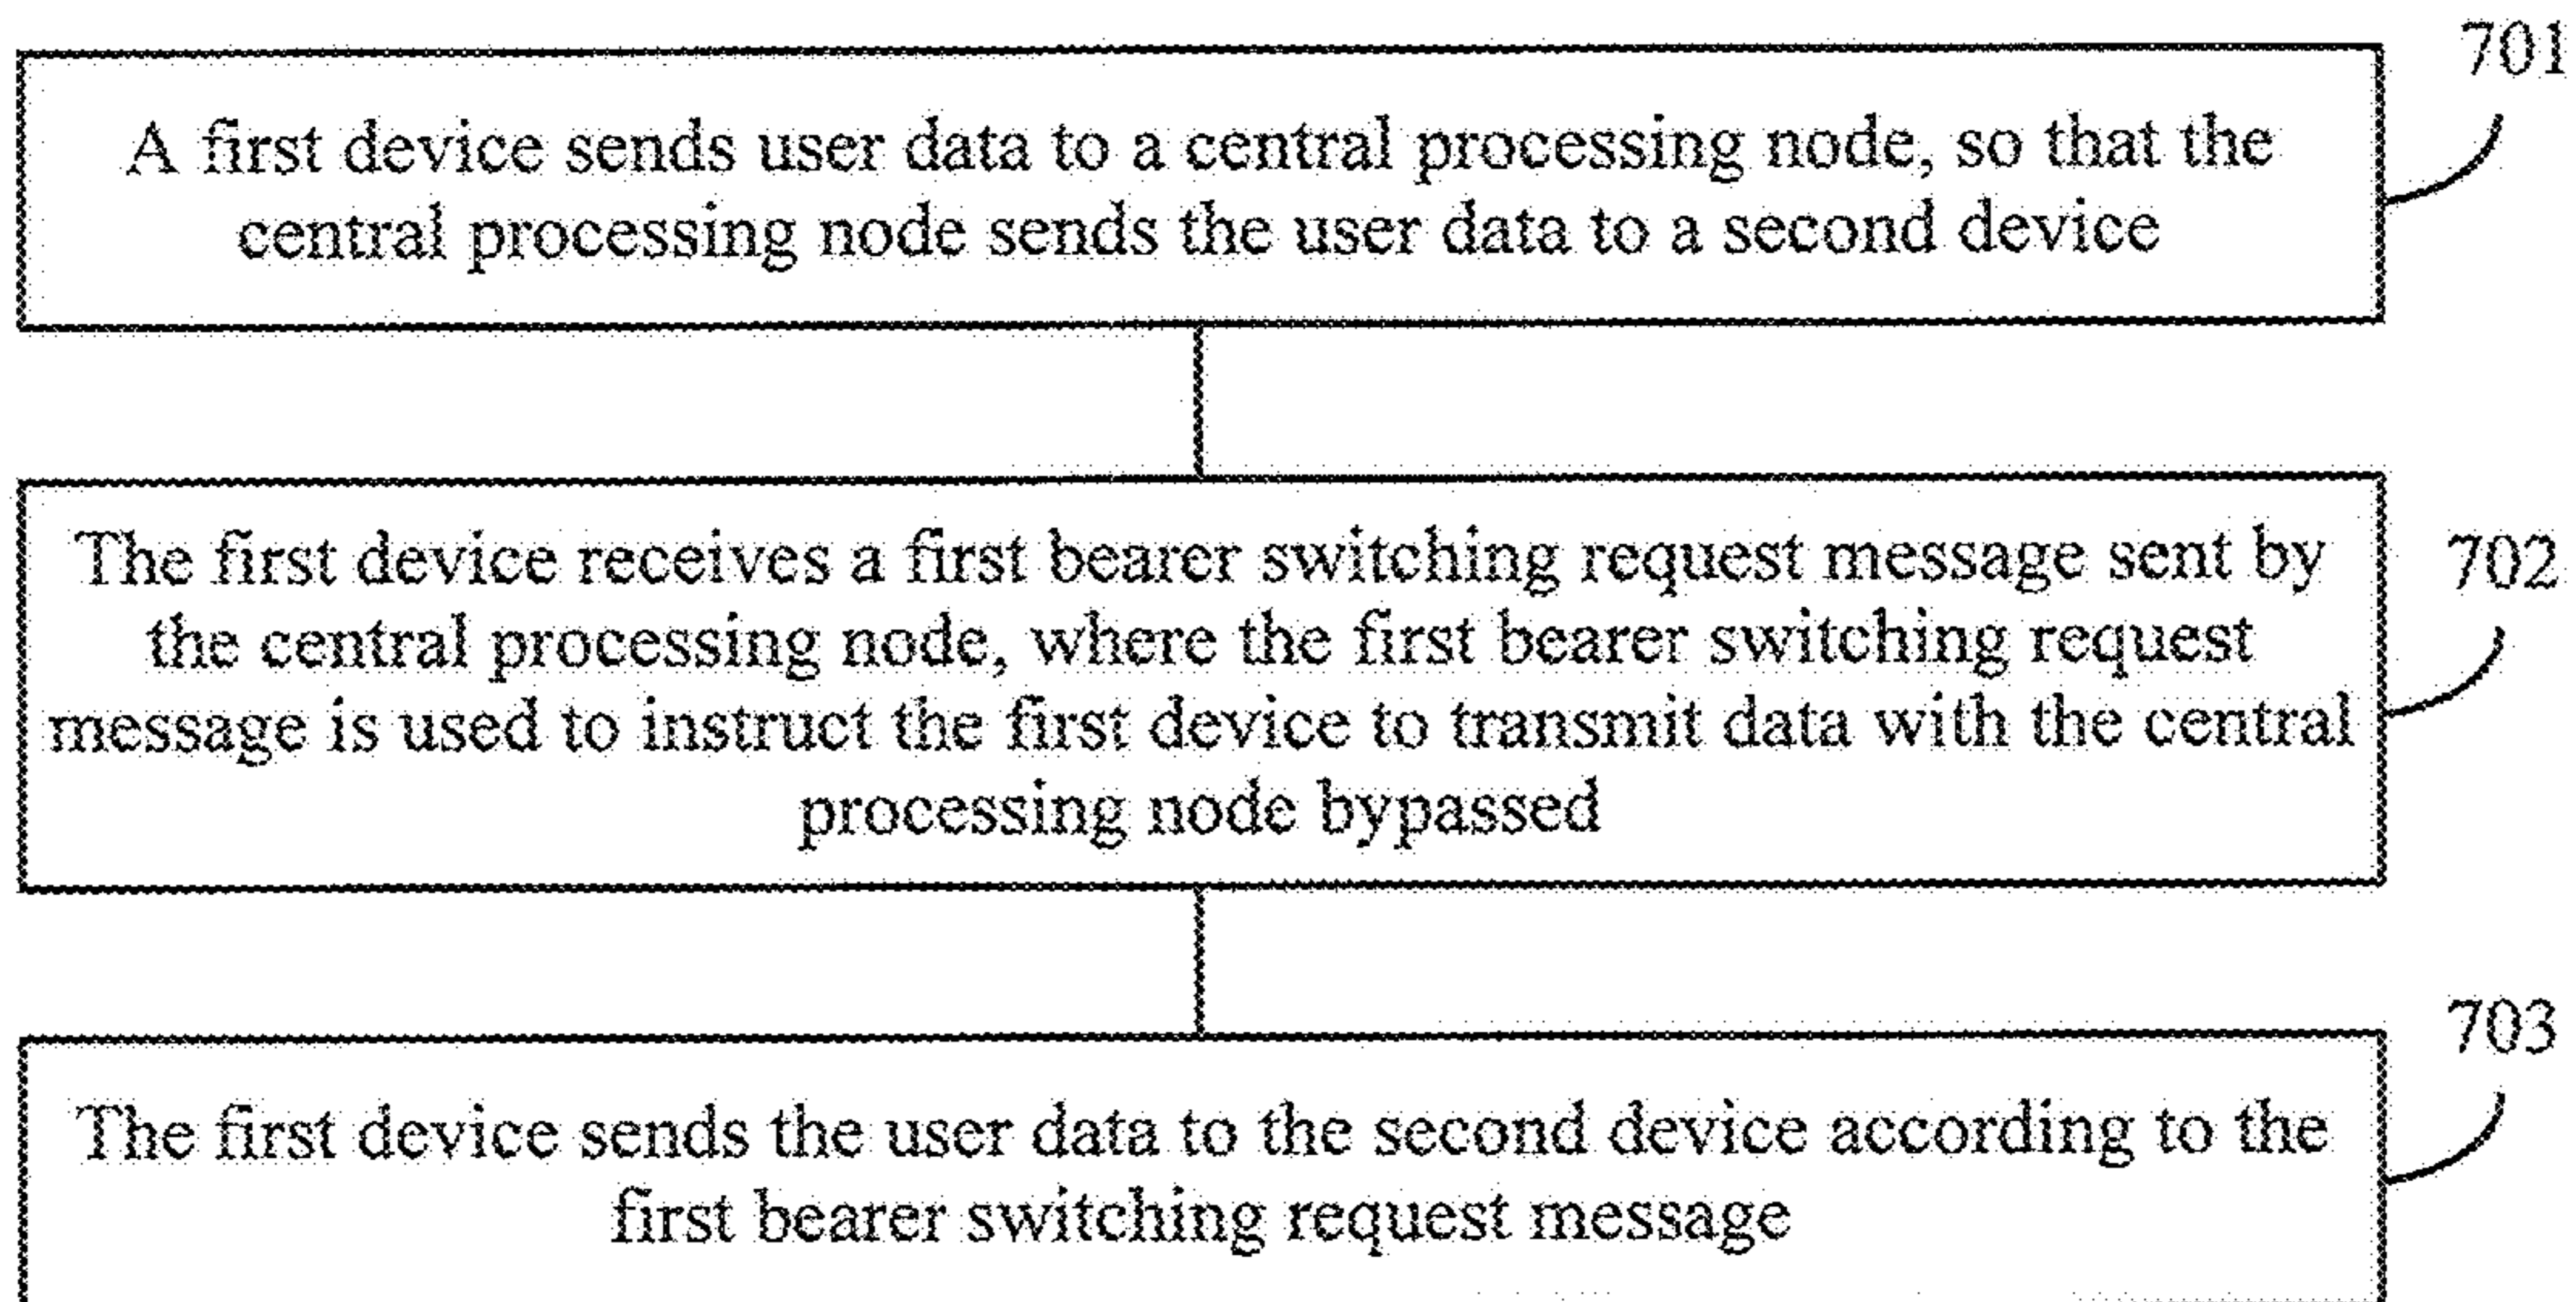 701
A first device sends user data to a central processing node, so that the
central processing node sends the user data to a second device
The first device receives a first bearer switching request message sent by
702
the central processing node, where the first bearer switching request
message is used to instruct the first device to transmit data with the central
processing node bypassed
703
The first device sends the user data to the second device according to the
first bearer switching request message